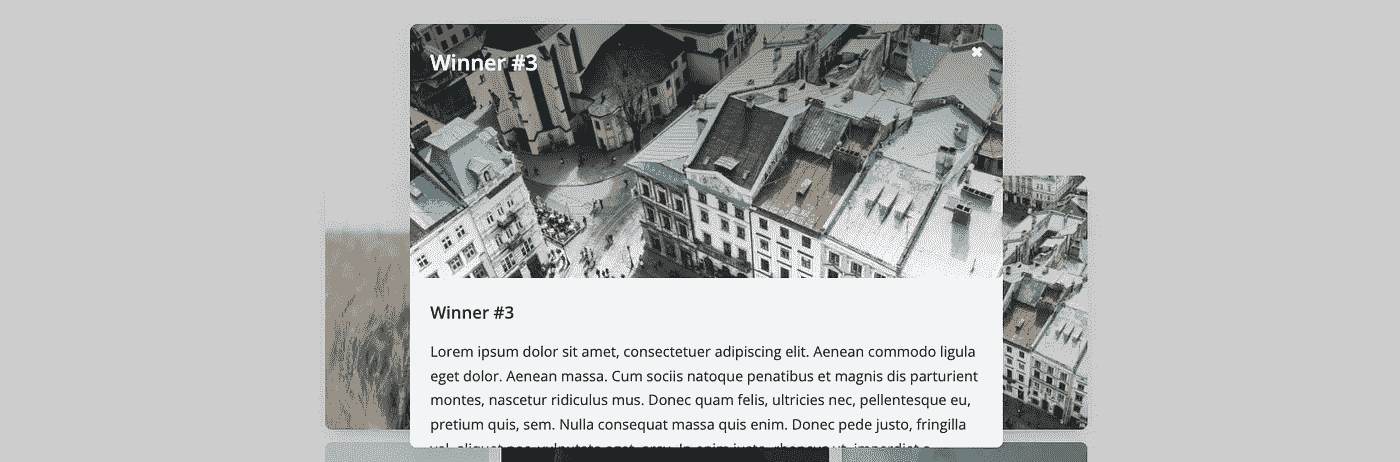 Winner #3
✖
Winner #3
Lorem ipsum dolor sit amet, consectetuer adipiscing elit. Aenean commodo ligula
eget dolor. Aenean massa. Cum sociis natoque penatibus et magnis dis parturient
montes, nascetur ridiculus mus. Donec quam felis, ultricies nec, pellentesque eu,
pretium quis, sem. Nulla consequat massa quis enim. Donec pede justo, fringilla